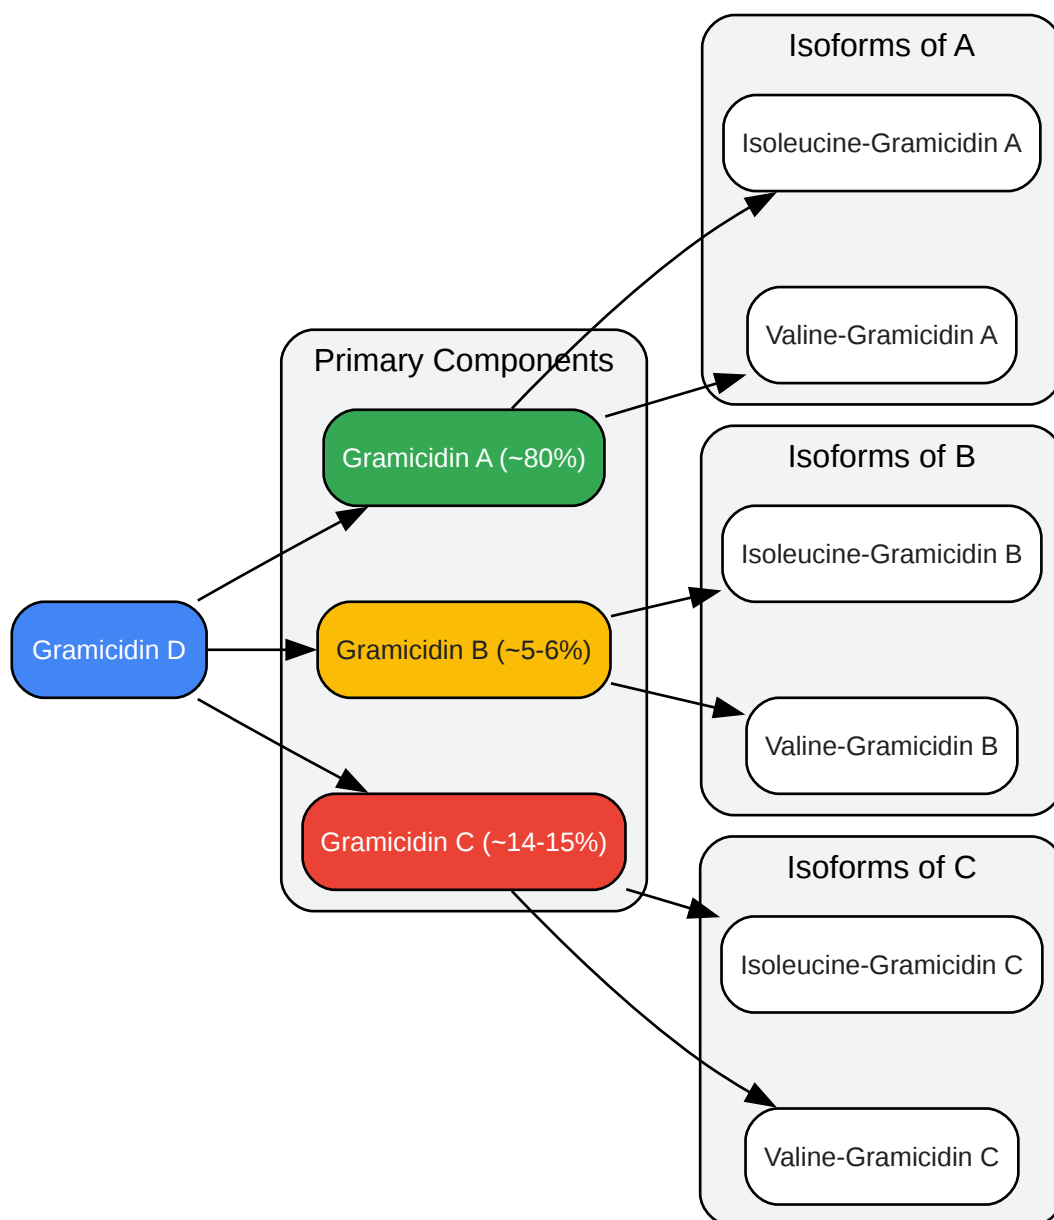 Gramicidin D
Primary Components
Gramicidin A (~80%)
Gramicidin B (~5-6%)
Gramicidin C (~14-15%)
Isoforms of A
Isoleucine-Gramicidin A
Valine-Gramicidin A
Isoforms of B
Isoleucine-Gramicidin B
Valine-Gramicidin B
Isoforms of C
Isoleucine-Gramicidin C
Valine-Gramicidin C